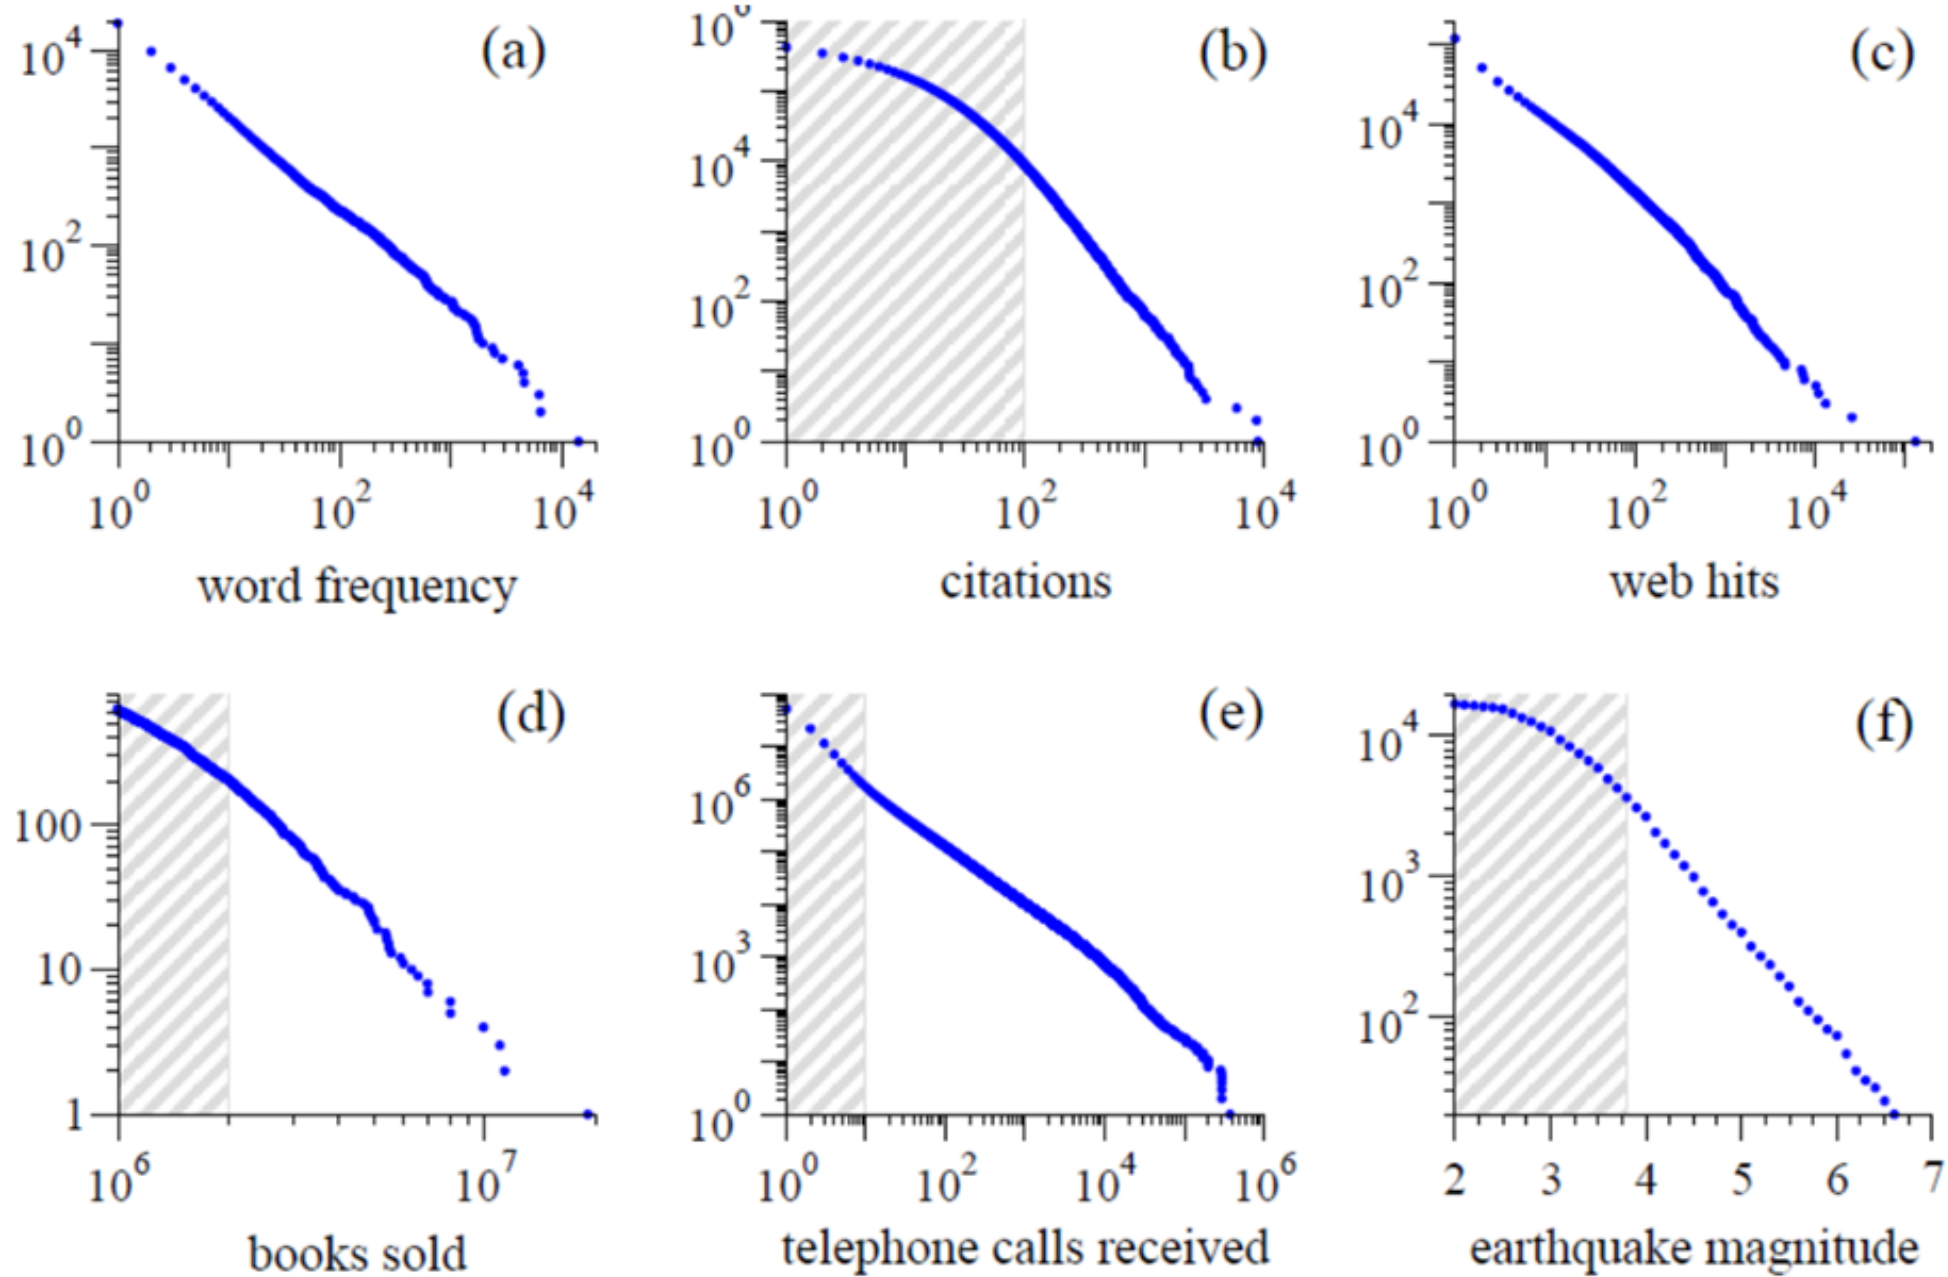 (a)
10^4
10^2
10^0
10^0 10^2 10^4
word frequency
(b)
10^6
10^4
10^2
10^0
10^0 10^2 10^4
citations
(c)
10^4
10^2
10^0
10^0 10^2 10^4
web hits
(d)
100
10
1
10^6 10^7
books sold
(e)
10^6
10^3
10^0
10^0 10^2 10^4 10^6
telephone calls received
(f)
10^4
10^3
10^2
2 3 4 5 6 7
earthquake magnitude